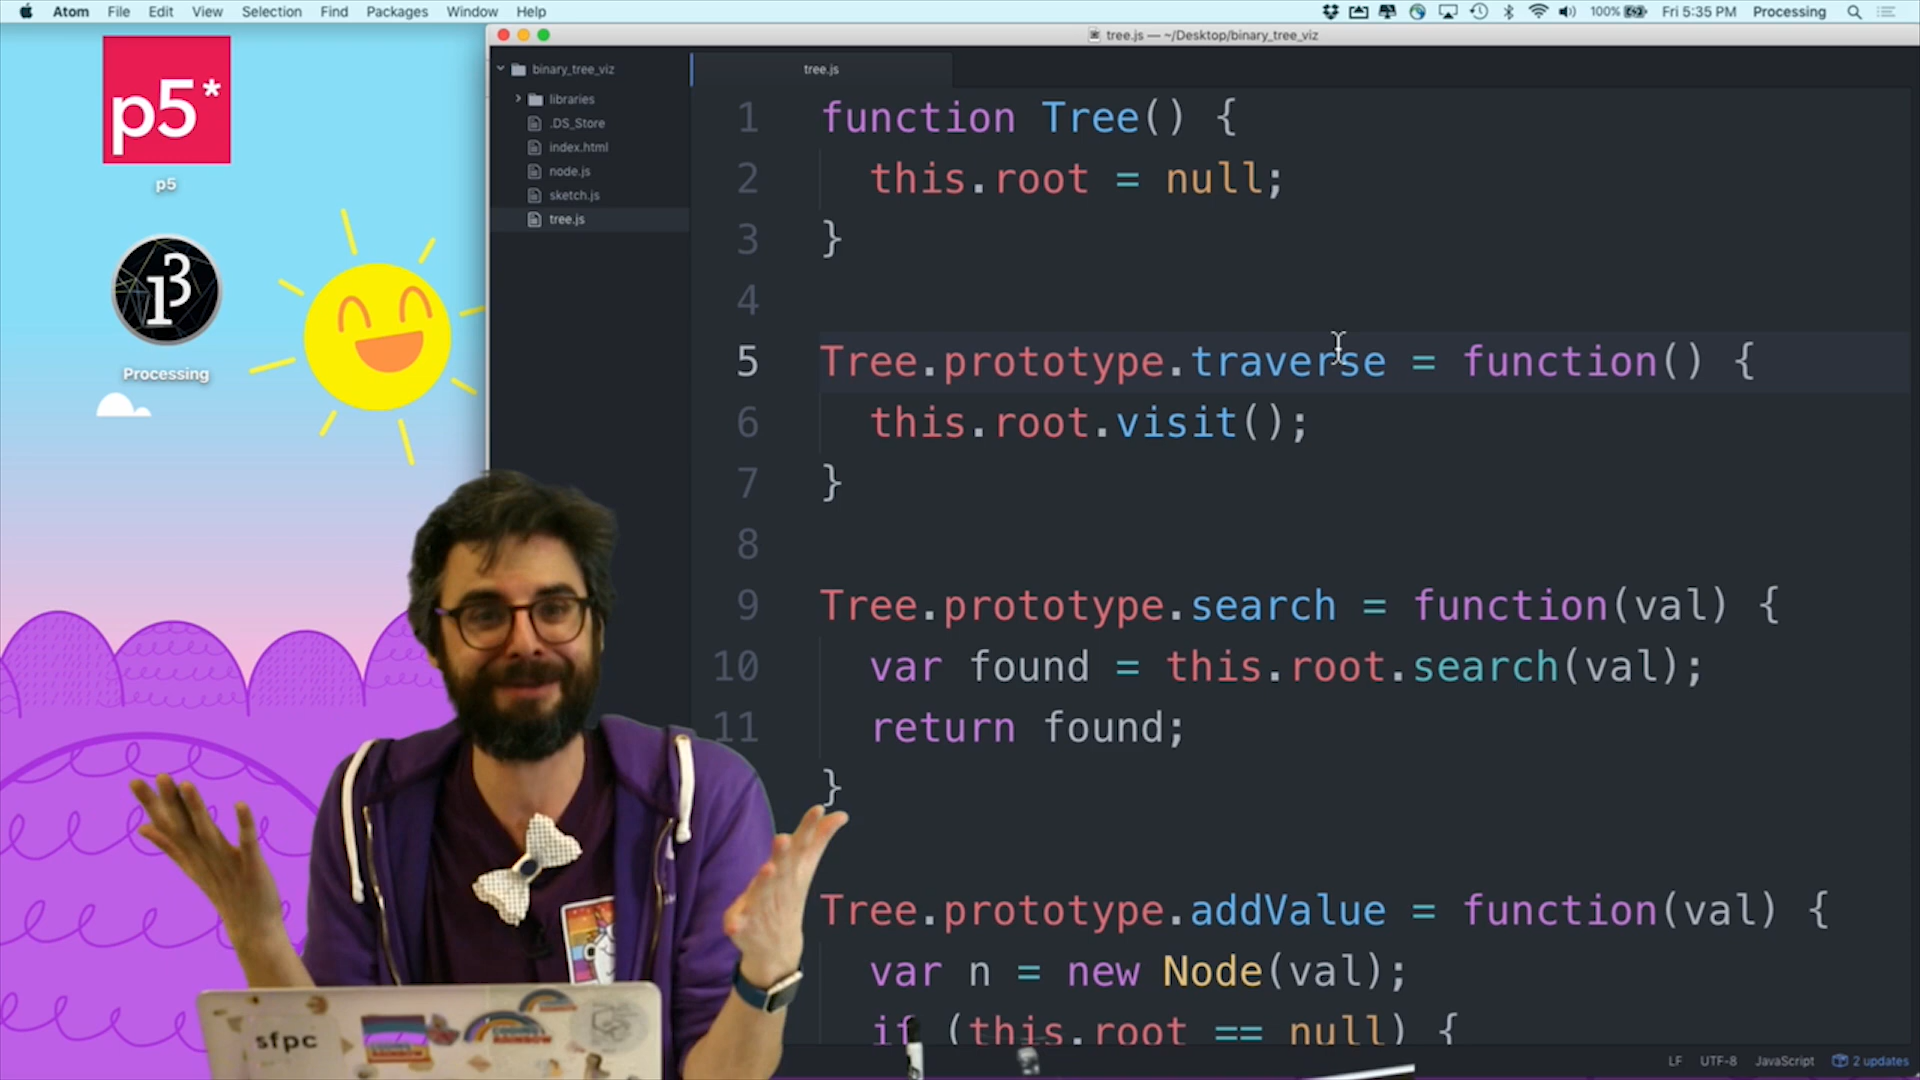 Atom File Edit View Selection Find Packages Window Help
100% Fri 5:35 PM Processing
tree.js — ~/Desktop/binary_tree_viz
p5*
p5
Processing
binary_tree_viz
libraries
.DS_Store
index.html
node.js
sketch.js
tree.js
tree.js
1 function Tree() {
2 this.root = null;
3 }
4
5 Tree.prototype.traverse = function() {
6 this.root.visit();
7 }
8
9 Tree.prototype.search = function(val) {
10 var found = this.root.search(val);
11 return found;
}
Tree.prototype.addValue = function(val) {
var n = new Node(val);
if (this.root == null) {
sfpc
LF UTF-8 JavaScript 2 updates